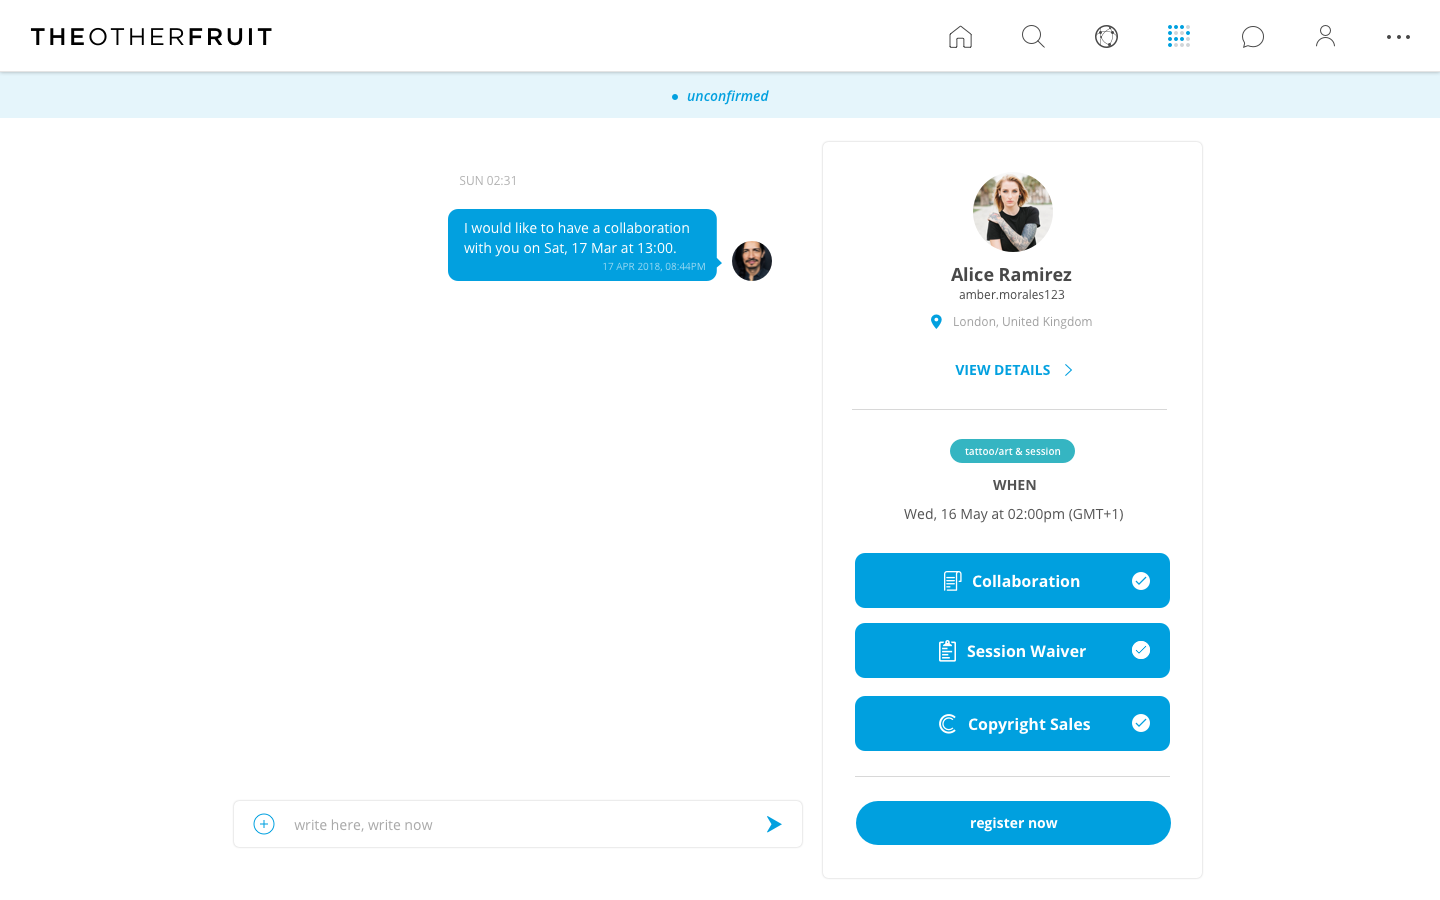 THEOTHERFRUIT
unconfirmed
SUN 02:31
I would like to have a collaboration
with you on Sat, 17 Mar at 13:00.
17 APR 2018, 08:44PM
write here, write now
Alice Ramirez
amber.morales123
London, United Kingdom
VIEW DETAILS
tattoo/art & session
WHEN
Wed, 16 May at 02:00pm (GMT+1)
Collaboration
Session Waiver
Copyright Sales
register now